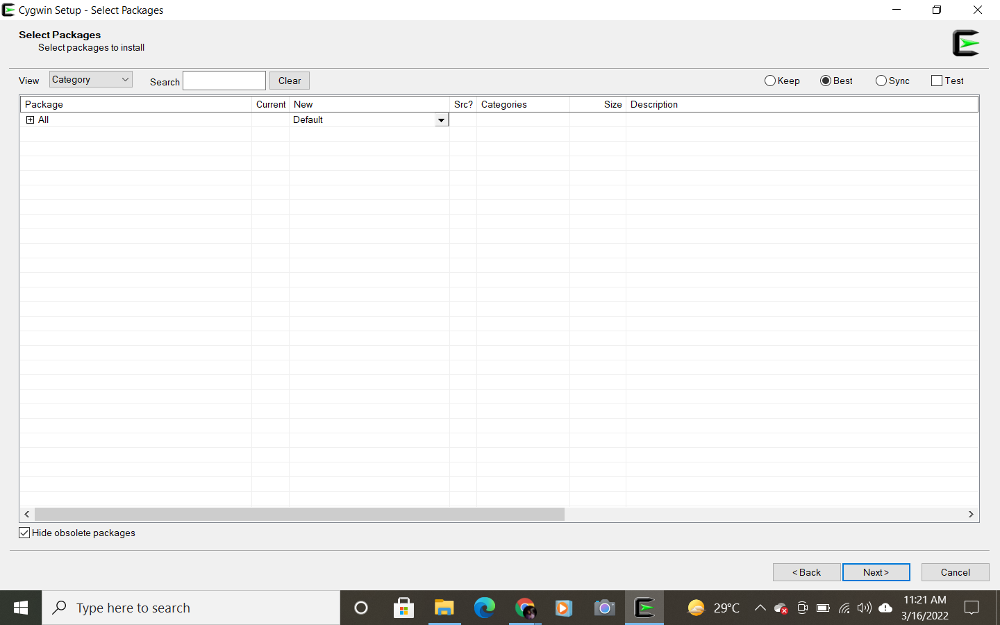 Cygwin Setup - Select Packages
Select Packages
Select packages to install
View Category Search Clear Keep Best Sync Test
Package Current New Src? Categories Size Description
All Default
Hide obsolete packages
< Back Next > Cancel
Type here to search 29°C 11:21 AM
3/16/2022